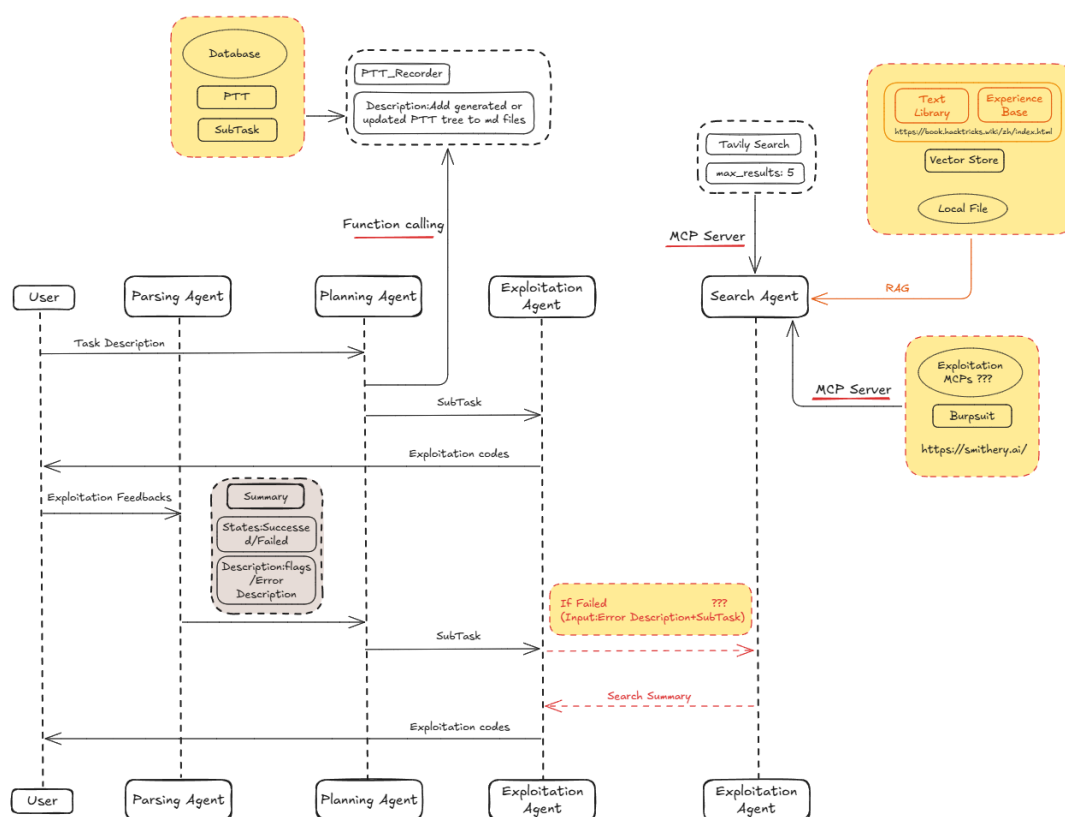 Database
PTT
SubTask
PTT_Recorder
Description:Add generated or
updated PTT tree to md files
Text
Library
Experience
Base
https://book.hacktricks.wiki/zh/index.html
Vector Store
Local File
Tavily Search
max_results: 5
Function calling
MCP Server
RAG
User
Parsing Agent
Planning Agent
Exploitation
Agent
Search Agent
Task Description
Exploitation
MCPs ???
Burpsuit
https://smithery.ai/
MCP Server
SubTask
Exploitation codes
Exploitation Feedbacks
Summary
States:Successe
d/Failed
Description:flags
/Error
Description
If Failed ???
(Input:Error Description+SubTask)
SubTask
Search Summary
Exploitation codes
User
Parsing Agent
Planning Agent
Exploitation
Agent
Exploitation
Agent